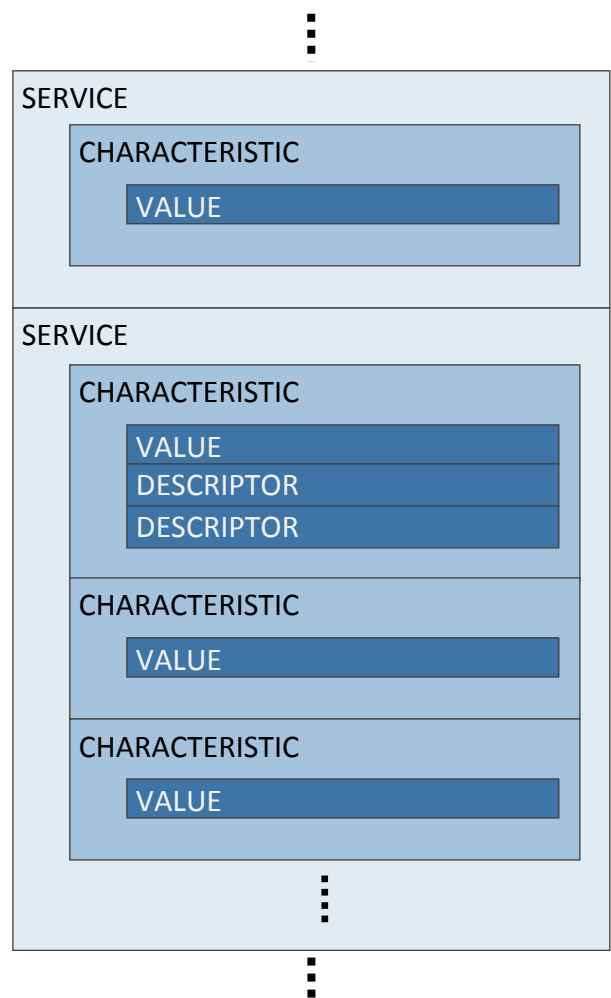 SERVICE
CHARACTERISTIC
VALUE
SERVICE
CHARACTERISTIC
VALUE
DESCRIPTOR
DESCRIPTOR
CHARACTERISTIC
VALUE
CHARACTERISTIC
VALUE